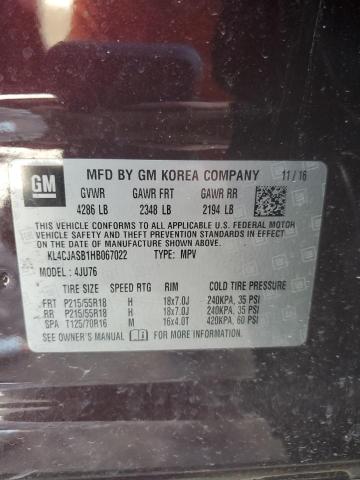 GM
MFD BY GM KOREA COMPANY 11/16
GVWR GAWR FRT GAWR RR
4286 LB 2348 LB 2194 LB
THIS VEHICLE CONFORMS TO ALL APPLICABLE U.S. FEDERAL MOTOR
VEHICLE SAFETY AND THEFT PREVENTION STANDARDS IN EFFECT ON
THE DATE OF MANUFACTURE SHOWN ABOVE.
KL4CJASB1HB067022 TYPE: MPV
MODEL: 4JU76
TIRE SIZE SPEED RTG RIM COLD TIRE PRESSURE
FRT P215/55R18 H 18x7.0J 240KPA, 35 PSI
RR P215/55R18 H 18x7.0J 240KPA, 35 PSI
SPA T125/70R16 M 16x4.0T 420KPA, 60 PSI
SEE OWNER'S MANUAL FOR MORE INFORMATION.